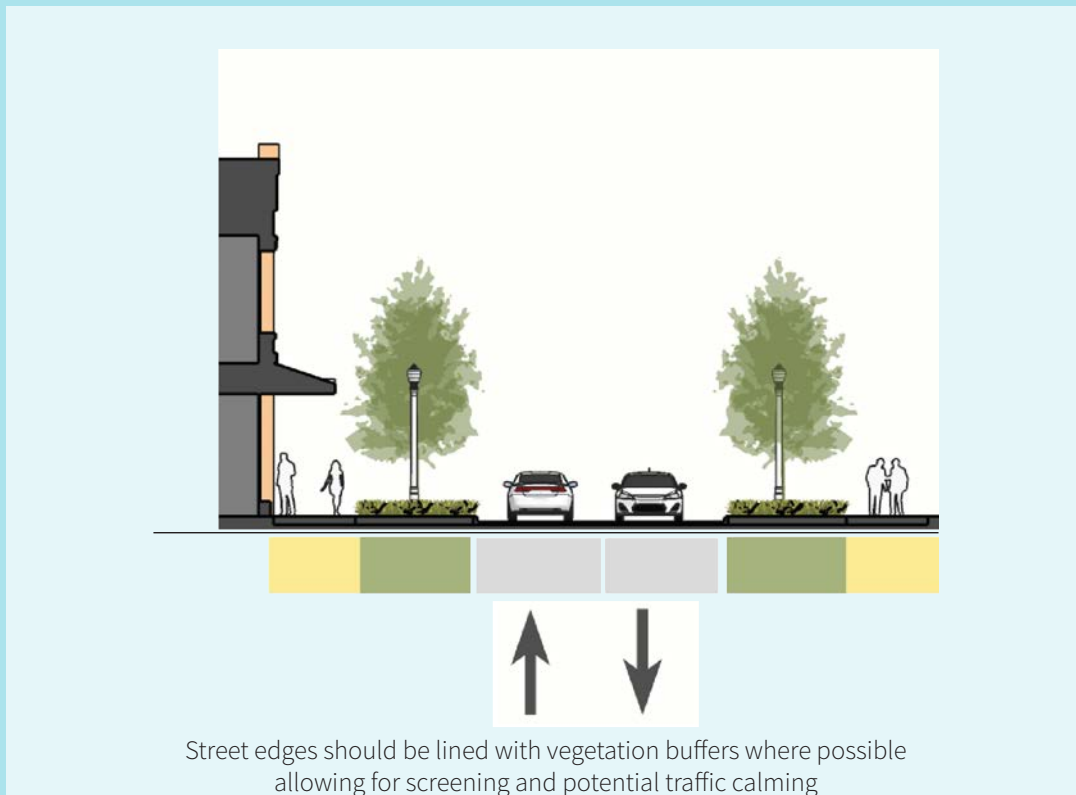 Street edges should be lined with vegetation buffers where possible
allowing for screening and potential traffic calming